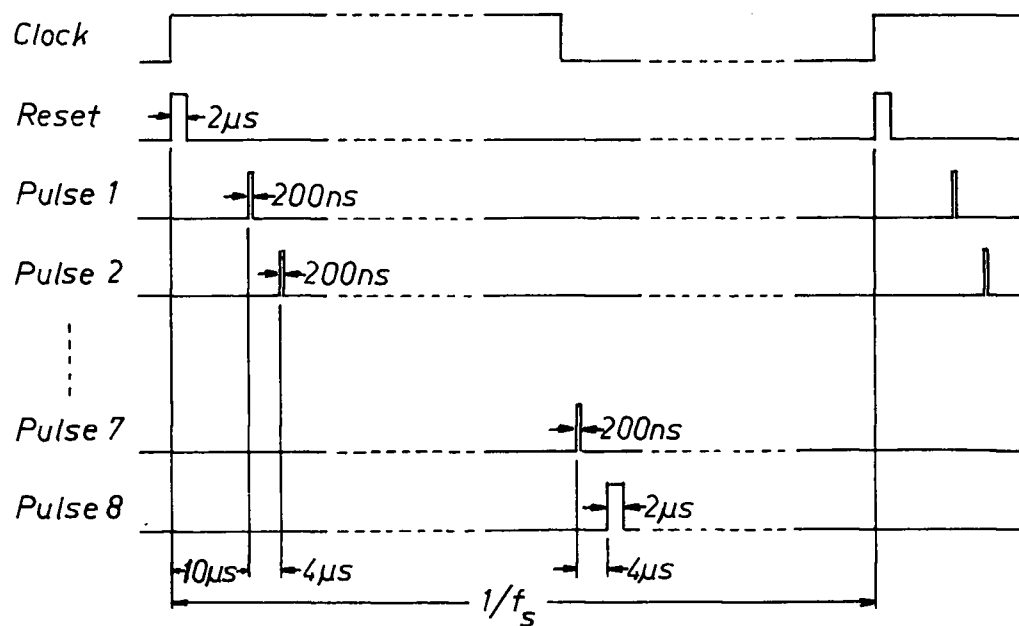 Clock
Reset
2μs
Pulse 1
200ns
Pulse 2
200ns
Pulse 7
200ns
Pulse 8
2μs
10μs
4μs
4μs
1/fs